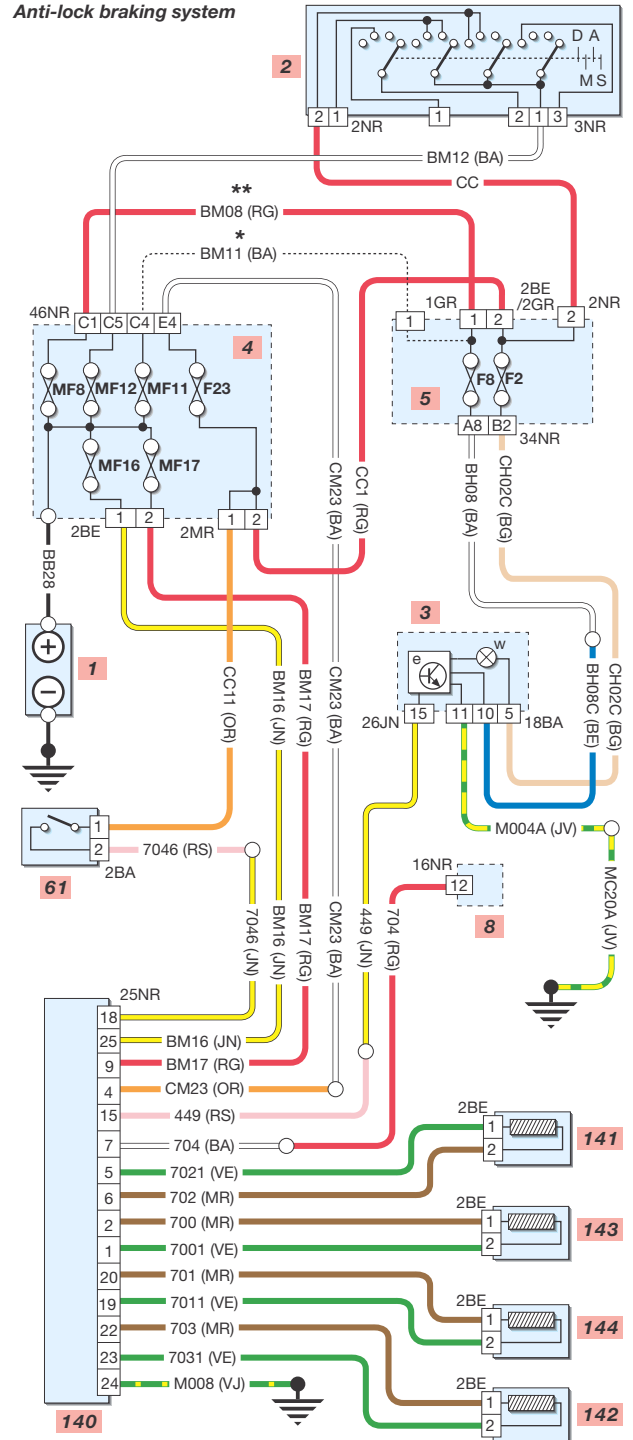 Anti-lock braking system
D A
2
M S
2 1 1 2 1 3
2NR 3NR
BM12 (BA)
CC
**
BM08 (RG)
*
BM11 (BA)
46NR C1 C5 C4 E4
1GR 2BE /2GR 2NR
1 1 2 2
4
MF8 MF12 MF11 F23
F8 F2
5
A8 B2
34NR
MF16 MF17
1 2 1 2
2BE 2MR
BB28
CM23 (BA)
CC1 (RG)
BH08 (BA)
CH02C (BG)
+
−
1
3
e w
15 11 10 5
26JN 18BA
BH08C (BE)
CH02C (BG)
CC11 (OR)
BM16 (JN)
BM17 (RG)
CM23 (BA)
1
2
2BA
61
7046 (RS)
M004A (JV)
MC20A (JV)
16NR
12
8
7046 (JN)
BM16 (JN)
BM17 (RG)
CM23 (BA)
449 (JN)
704 (RG)
25NR
18
25 BM16 (JN)
9 BM17 (RG)
4 CM23 (OR)
15 449 (RS)
7 704 (BA)
5 7021 (VE)
6 702 (MR)
2 700 (MR)
1 7001 (VE)
20 701 (MR)
19 7011 (VE)
22 703 (MR)
23 7031 (VE)
24 M008 (VJ)
140
2BE
1
2
141
2BE
1
2
143
2BE
1
2
144
2BE
1
2
142